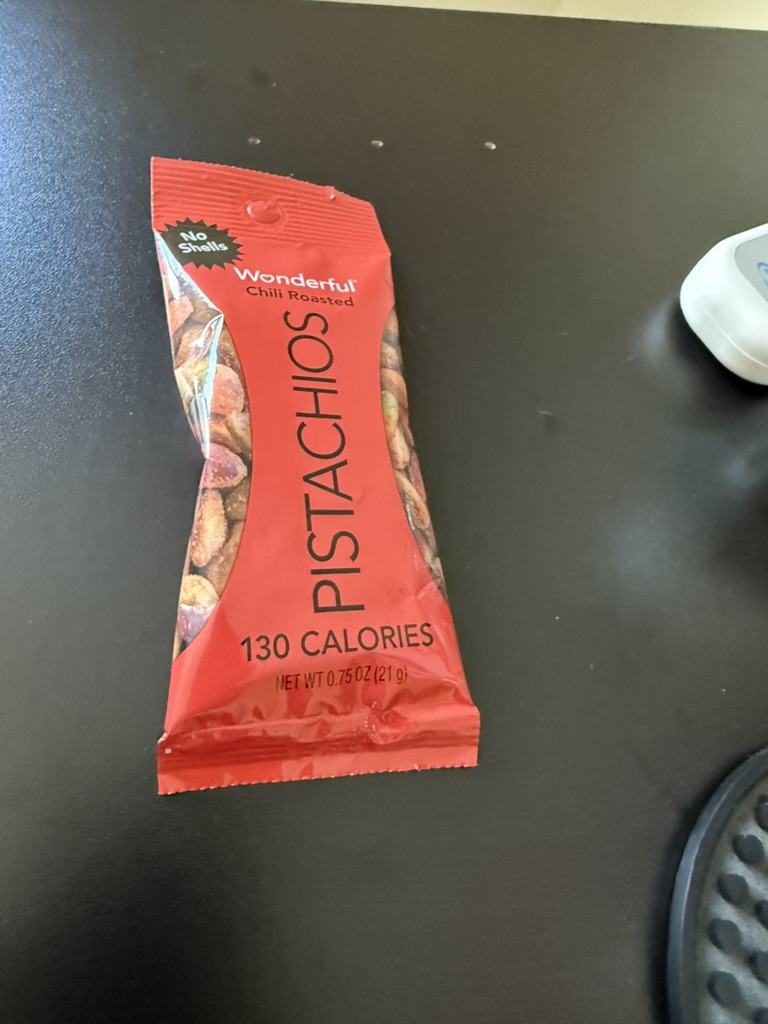 No
Shells
Wonderful®
Chili Roasted
PISTACHIOS
130 CALORIES
NET WT 0.75 OZ (21 g)